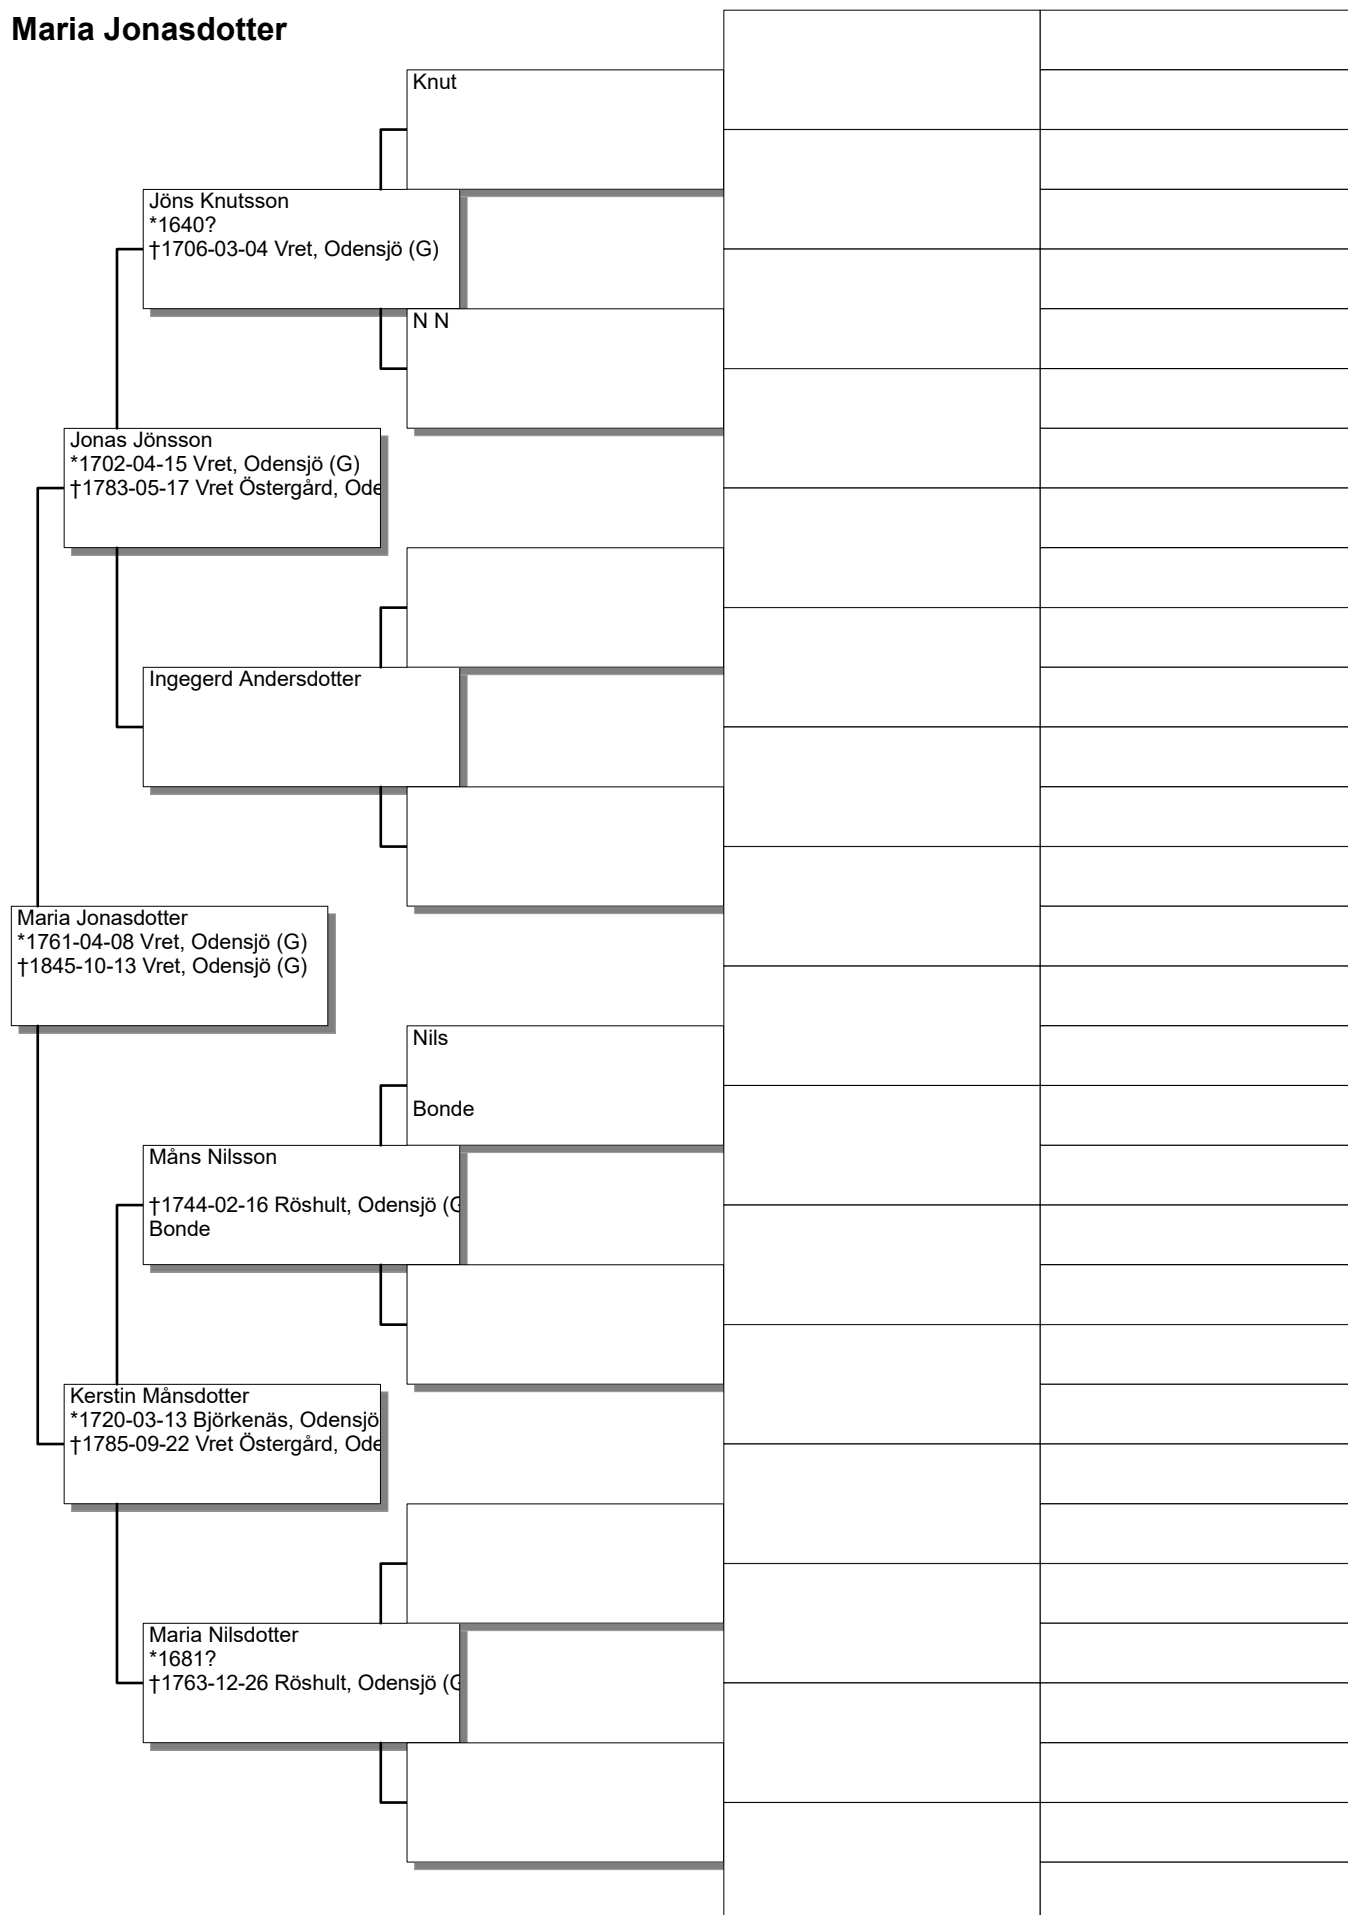 Maria Jonasdotter
Knut
Jöns Knutsson
*1640?
†1706-03-04 Vret, Odensjö (G)
N N
Jonas Jönsson
*1702-04-15 Vret, Odensjö (G)
†1783-05-17 Vret Östergård, Ode
Ingegerd Andersdotter
Maria Jonasdotter
*1761-04-08 Vret, Odensjö (G)
†1845-10-13 Vret, Odensjö (G)
Nils
Bonde
Måns Nilsson
†1744-02-16 Röshult, Odensjö (G
Bonde
Kerstin Månsdotter
*1720-03-13 Björkenäs, Odensjö
†1785-09-22 Vret Östergård, Ode
Maria Nilsdotter
*1681?
†1763-12-26 Röshult, Odensjö (G